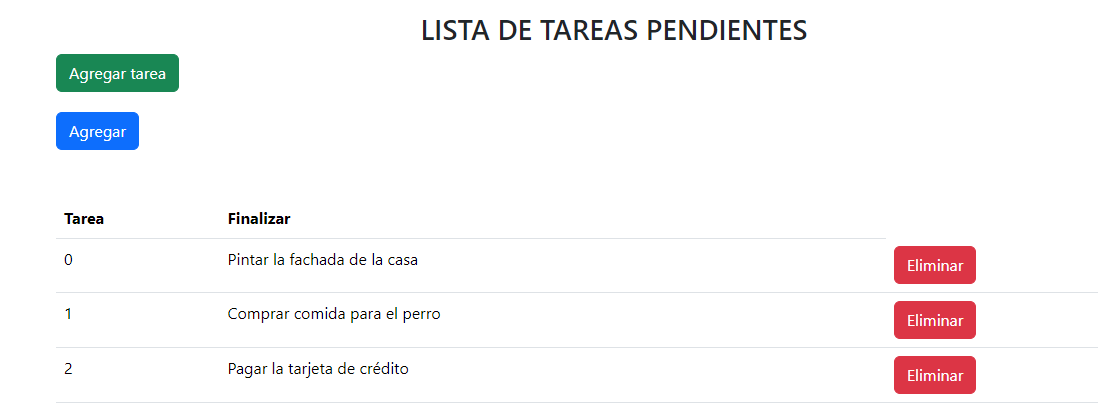 LISTA DE TAREAS PENDIENTES
Agregar tarea
Agregar
Tarea Finalizar
0 Pintar la fachada de la casa Eliminar
1 Comprar comida para el perro Eliminar
2 Pagar la tarjeta de crédito Eliminar